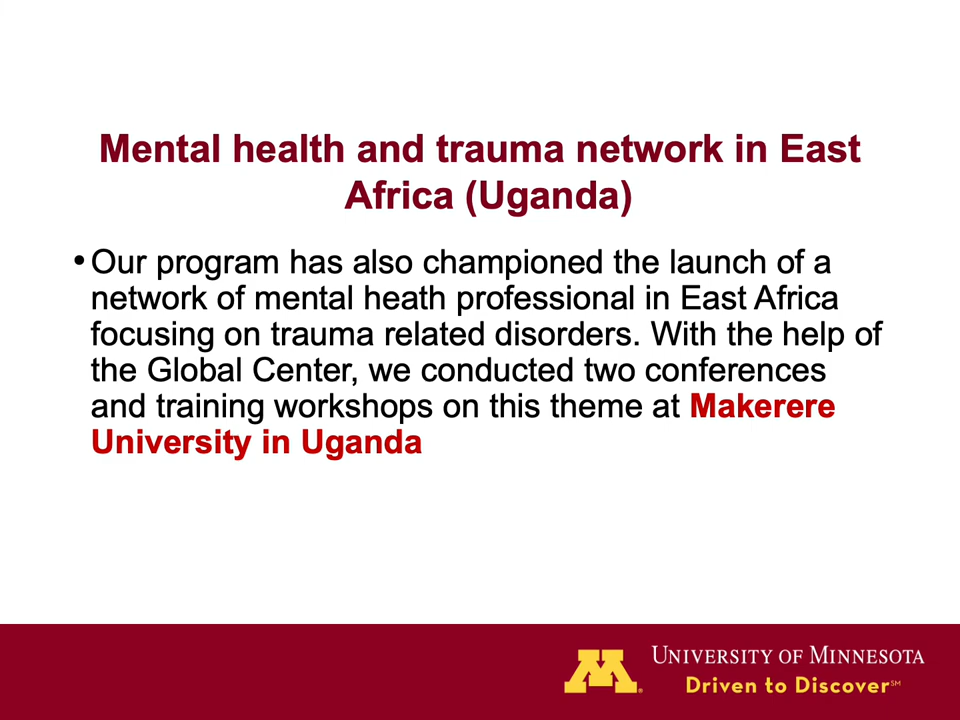 Mental health and trauma network in East
Africa (Uganda)
• Our program has also championed the launch of a
network of mental heath professional in East Africa
focusing on trauma related disorders. With the help of
the Global Center, we conducted two conferences
and training workshops on this theme at Makerere
University in Uganda
M
UNIVERSITY OF MINNESOTA
Driven to Discover℠